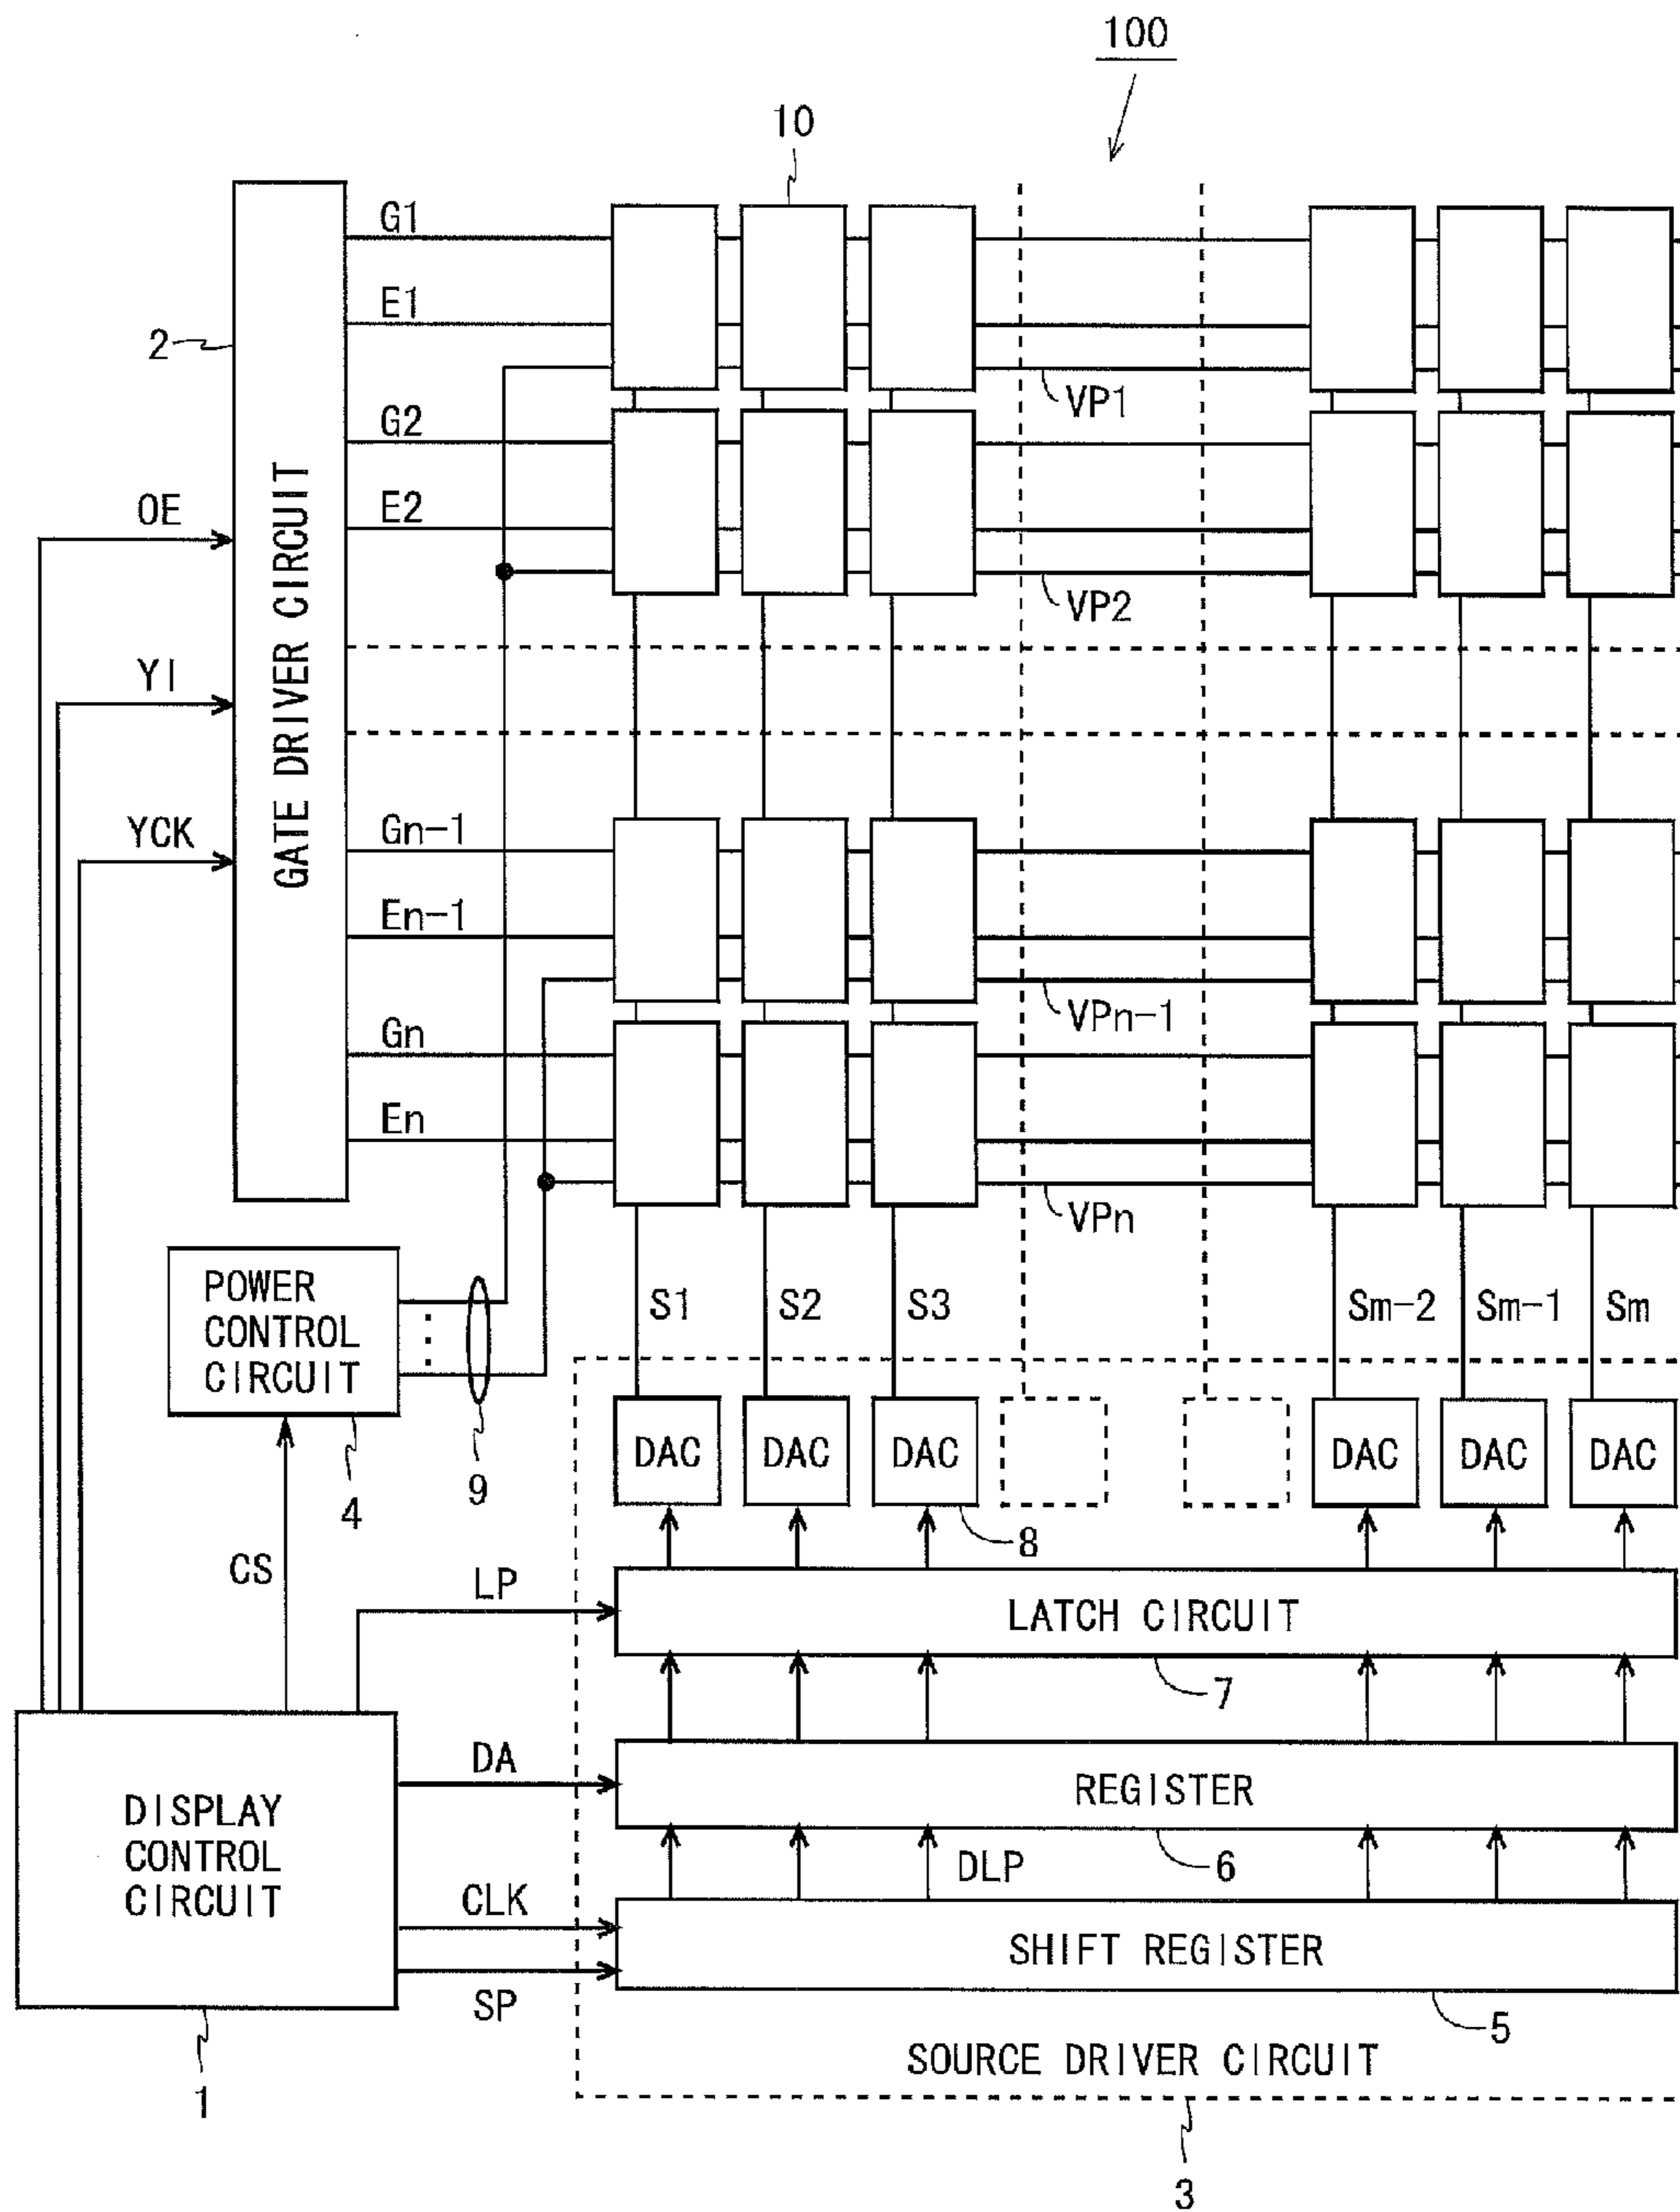 100
10
G1
E1
2
VP1
G2
OE
E2
VP2
GATE DRIVER CIRCUIT
YI
YCK
Gn-1
En-1
VPn-1
Gn
En
VPn
POWER
CONTROL
CIRCUIT
S1 S2 S3 Sm-2 Sm-1 Sm
DAC DAC DAC DAC DAC DAC
4 9 8
CS LP
LATCH CIRCUIT
7
DA
REGISTER
DISPLAY
CONTROL
CIRCUIT
DLP 6
CLK
SHIFT REGISTER
SP
5
SOURCE DRIVER CIRCUIT
1
3